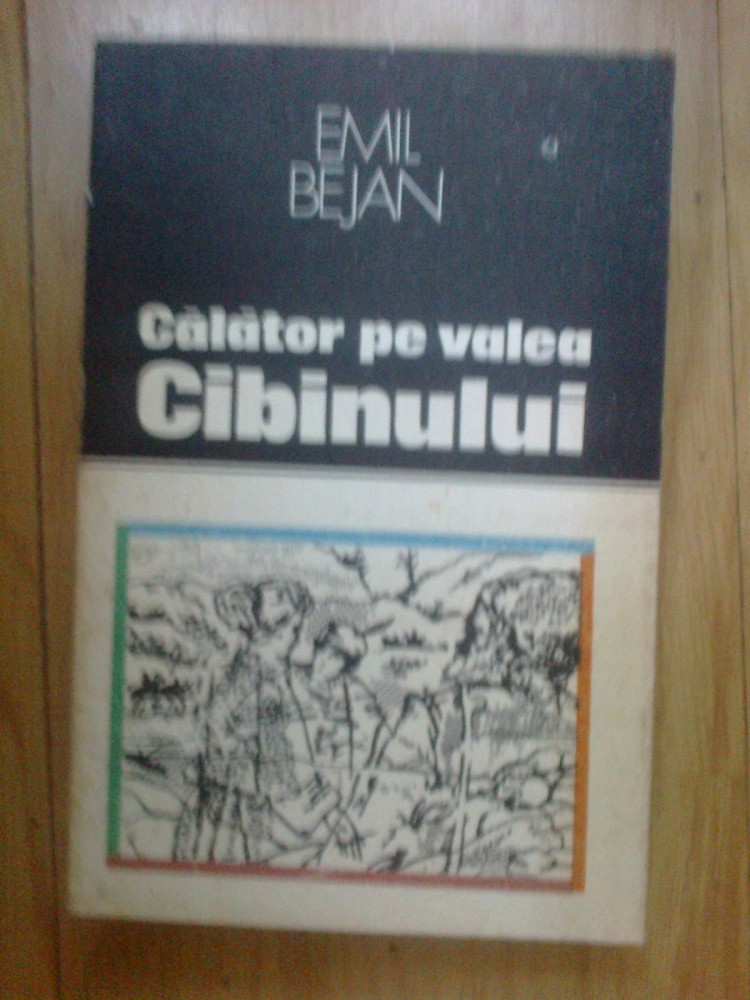 EMIL
BEJAN
Călător pe valea
Cibinului